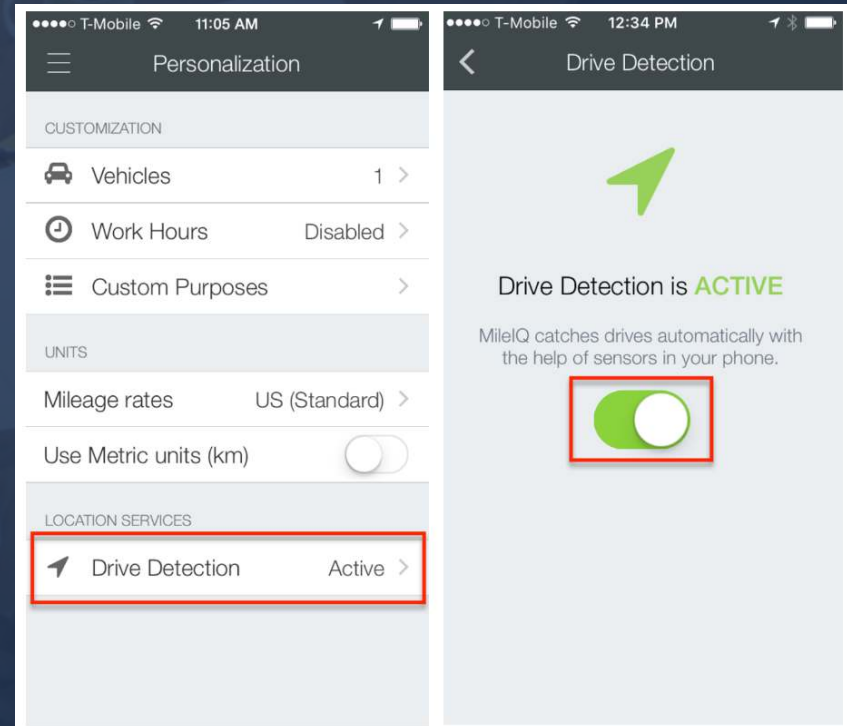 T-Mobile 11:05 AM
Personalization
CUSTOMIZATION
Vehicles 1
Work Hours Disabled
Custom Purposes
UNITS
Mileage rates US (Standard)
Use Metric units (km)
LOCATION SERVICES
Drive Detection Active
T-Mobile 12:34 PM
Drive Detection
Drive Detection is ACTIVE
MileIQ catches drives automatically with
the help of sensors in your phone.